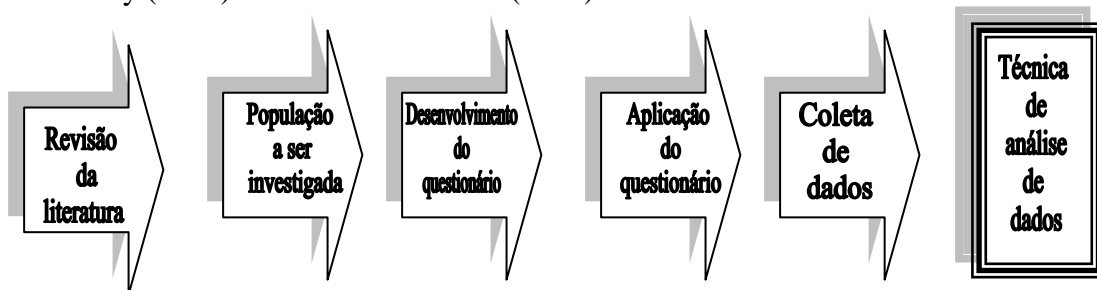 Revisão
da
literatura
População
a ser
investigada
Desenvolvimento
do
questionário
Aplicação
do
questionário
Coleta
de
dados
Técnica
de
análise
de
dados